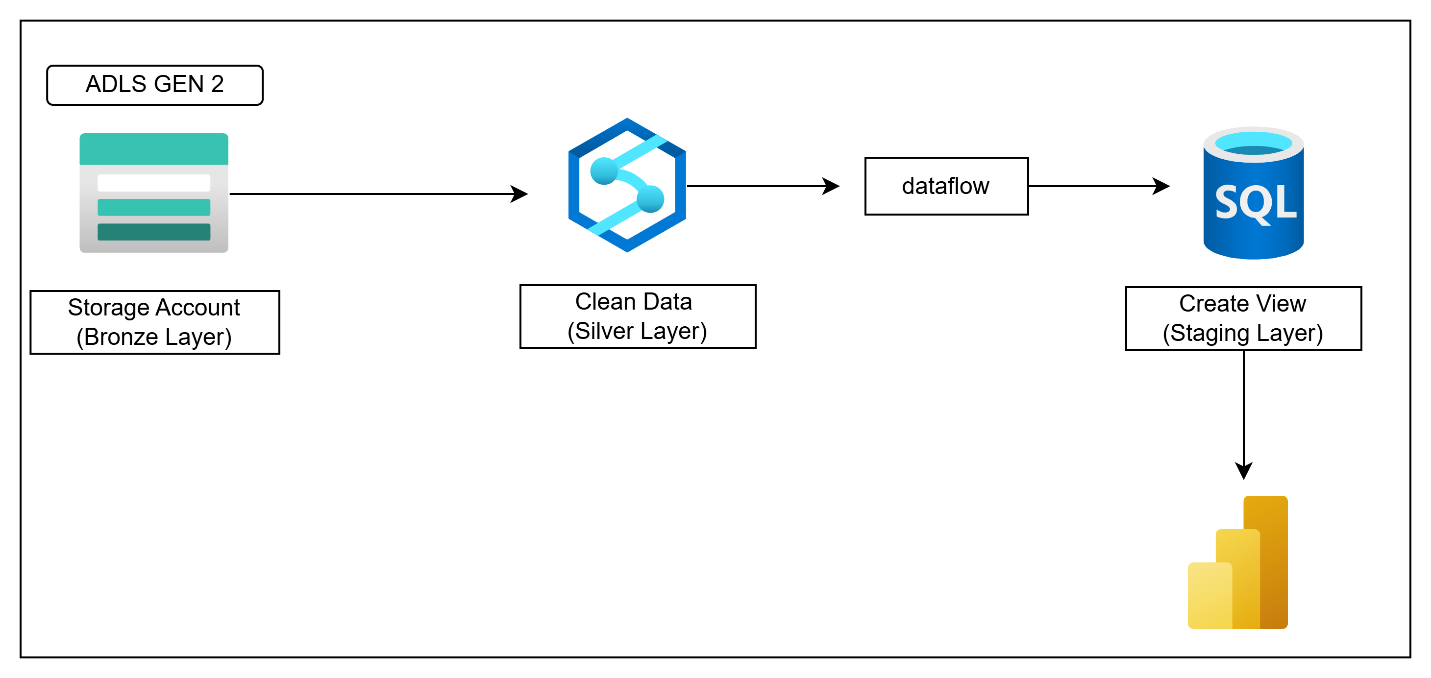 ADLS GEN 2
dataflow
SQL
Storage Account
(Bronze Layer)
Clean Data
(Silver Layer)
Create View
(Staging Layer)